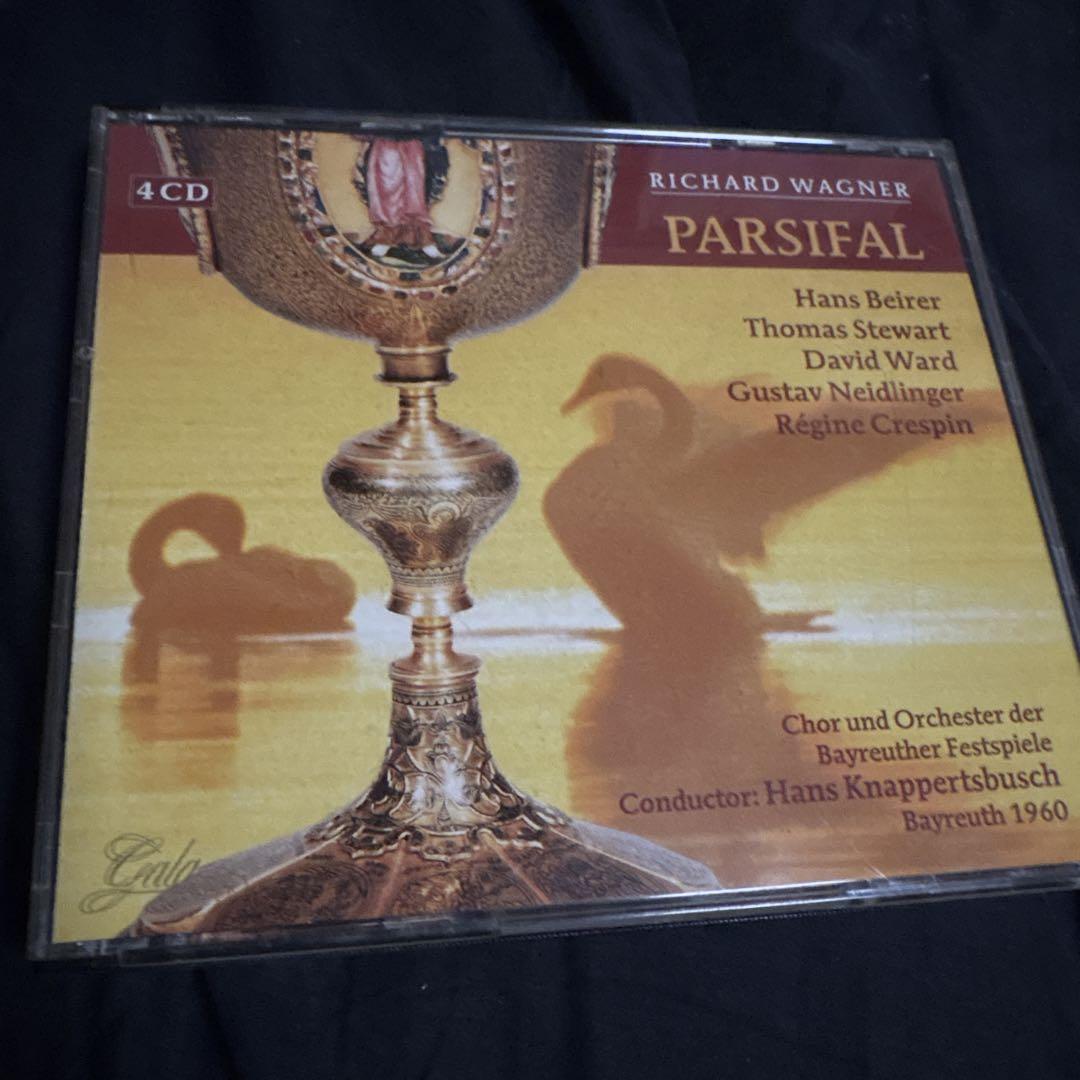 4 CD
RICHARD WAGNER
PARSIFAL
Hans Beirer
Thomas Stewart
David Ward
Gustav Neidlinger
Régine Crespin
Chor und Orchester der
Bayreuther Festspiele
Conductor: Hans Knappertsbusch
Bayreuth 1960
Gala